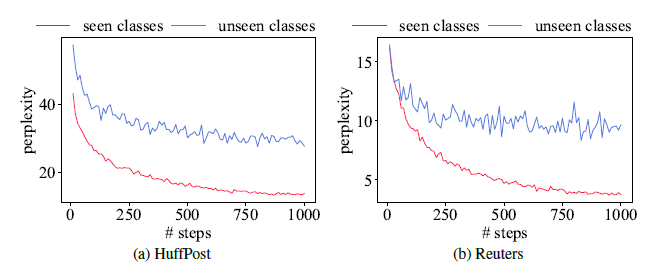 seen classes unseen classes
perplexity
40
20
0 250 500 750 1000
# steps
(a) HuffPost
seen classes unseen classes
perplexity
15
10
5
0 250 500 750 1000
# steps
(b) Reuters